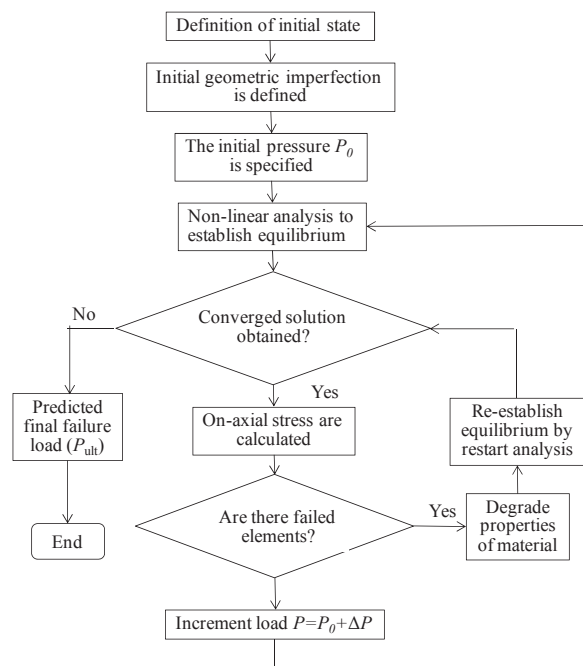 Definition of initial state
Initial geometric imperfection
is defined
The initial pressure P₀
is specified
Non-linear analysis to
establish equilibrium
Converged solution
obtained?
No
Yes
Predicted
final failure
load (Pult)
End
On-axial stress are
calculated
Re-establish
equilibrium by
restart analysis
Are there failed
elements?
Yes
Degrade
properties
of material
Increment load P=P₀+ΔP